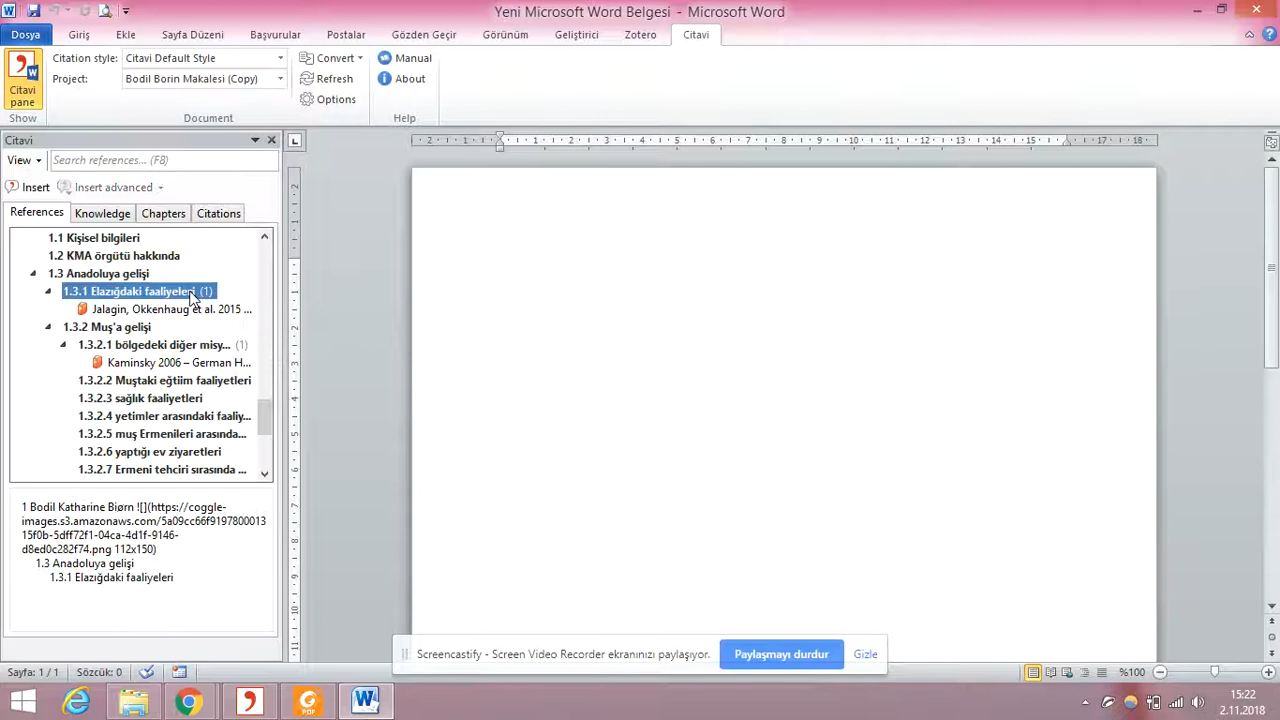 Yeni Microsoft Word Belgesi - Microsoft Word
Dosya Giriş Ekle Sayfa Düzeni Başvurular Postalar Gözden Geçir Görünüm Geliştirici Zotero Citavi
Citation style: Citavi Default Style Convert Manual
Project: Bodil Borin Makalesi (Copy) Refresh About
Citavi pane Options
Show Document Help
Citavi
View Search references... (F8)
Insert Insert advanced
References Knowledge Chapters Citations
1.1 Kişisel bilgileri
1.2 KMA örgütü hakkında
1.3 Anadoluya gelişi
1.3.1 Elazığdaki faaliyeleri (1)
Jalagin, Okkenhaug et al. 2015 ...
1.3.2 Muş'a gelişi
1.3.2.1 bölgedeki diğer misy... (1)
Kaminsky 2006 – German H...
1.3.2.2 Muştaki eğtiim faaliyetleri
1.3.2.3 sağlık faaliyetleri
1.3.2.4 yetimler arasındaki faaliy...
1.3.2.5 muş Ermenileri arasında...
1.3.2.6 yaptığı ev ziyaretleri
1.3.2.7 Ermeni tehciri sırasında ...
1 Bodil Katharine Biørn ![](https://coggle-
images.s3.amazonaws.com/5a09cc66f9197800013
15f0b-5dff72f1-04ca-4d1f-9146-
d8ed0c282f74.png 112x150)
1.3 Anadoluya gelişi
1.3.1 Elazığdaki faaliyeleri
Screencastify - Screen Video Recorder ekranınızı paylaşıyor. Paylaşmayı durdur Gizle
Sayfa: 1 / 1 Sözcük: 0 %100
15:22
2.11.2018